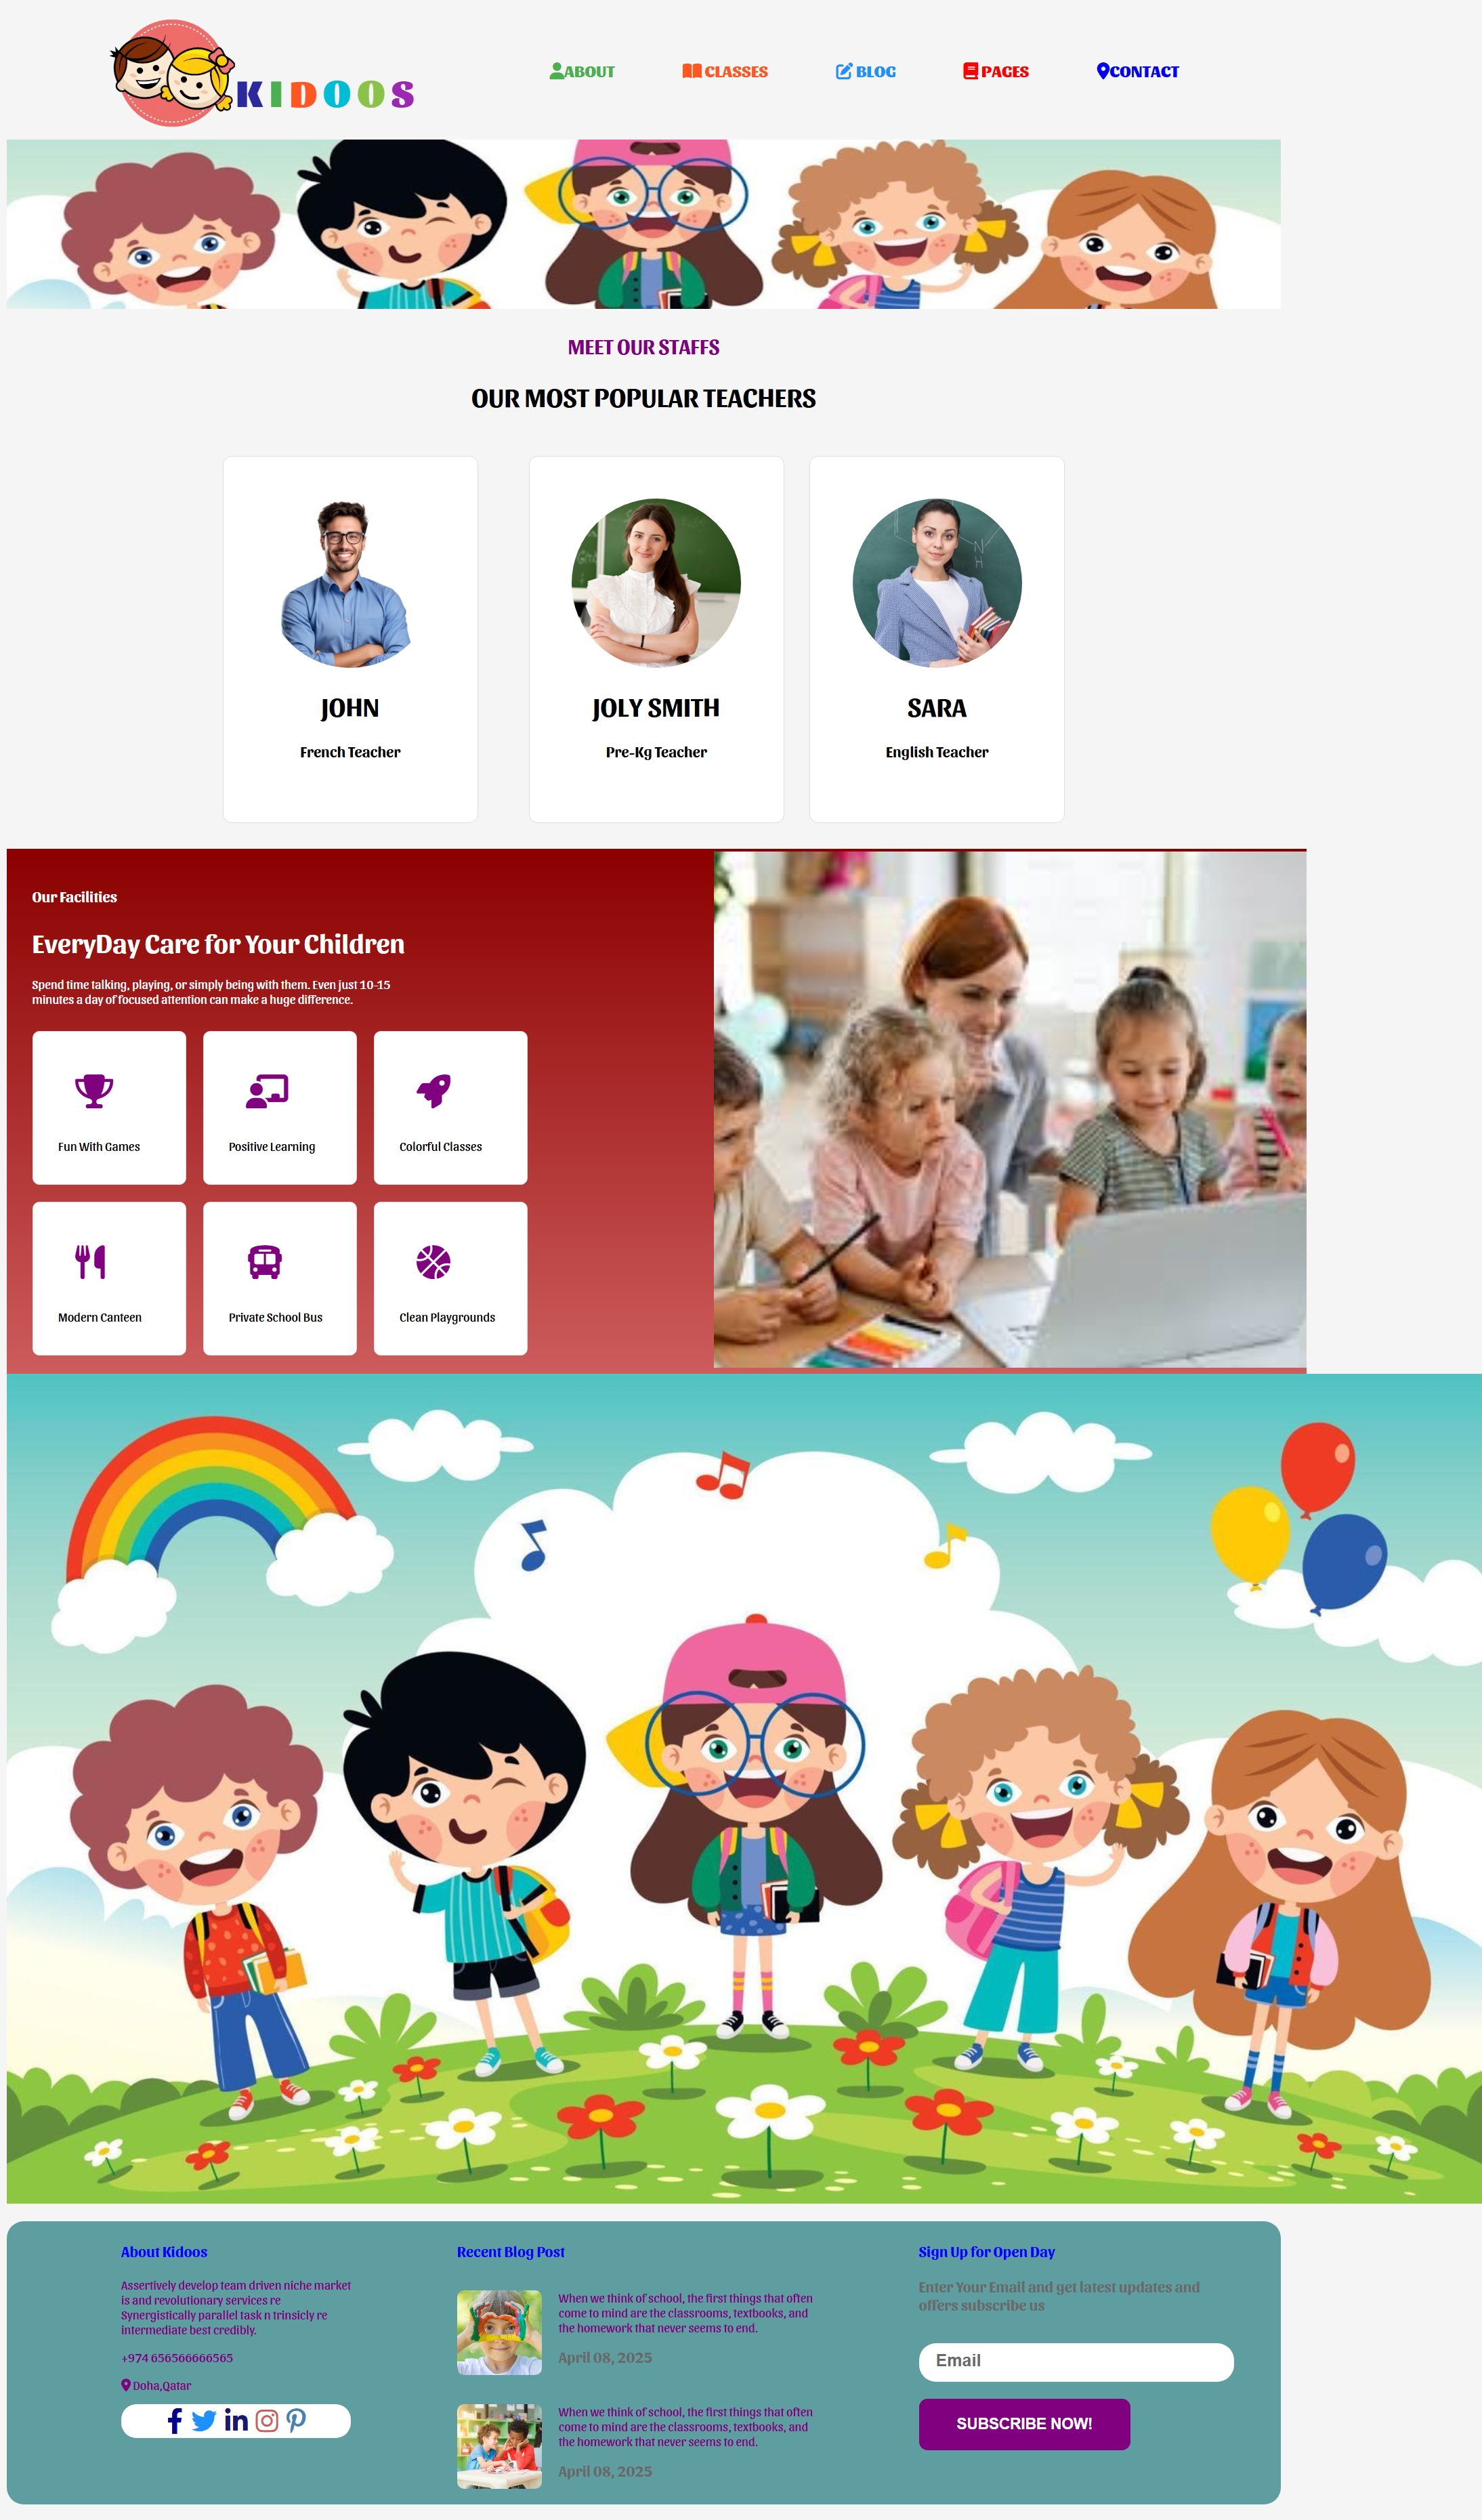 KIDOOS
ABOUT
CLASSES
BLOG
PAGES
CONTACT
MEET OUR STAFFS
OUR MOST POPULAR TEACHERS
JOHN
French Teacher
JOLY SMITH
Pre-Kg Teacher
SARA
English Teacher
Our Facilities
EveryDay Care for Your Children
Spend time talking, playing, or simply being with them. Even just 10-15
minutes a day of focused attention can make a huge difference.
Fun With Games
Positive Learning
Colorful Classes
Modern Canteen
Private School Bus
Clean Playgrounds
About Kidoos
Assertively develop team driven niche market
is and revolutionary services re
Synergistically parallel task n trinsicly re
intermediate best credibly.
+974 656566666565
Doha,Qatar
Recent Blog Post
When we think of school, the first things that often
come to mind are the classrooms, textbooks, and
the homework that never seems to end.
April 08, 2025
When we think of school, the first things that often
come to mind are the classrooms, textbooks, and
the homework that never seems to end.
April 08, 2025
Sign Up for Open Day
Enter Your Email and get latest updates and
offers subscribe us
Email
SUBSCRIBE NOW!